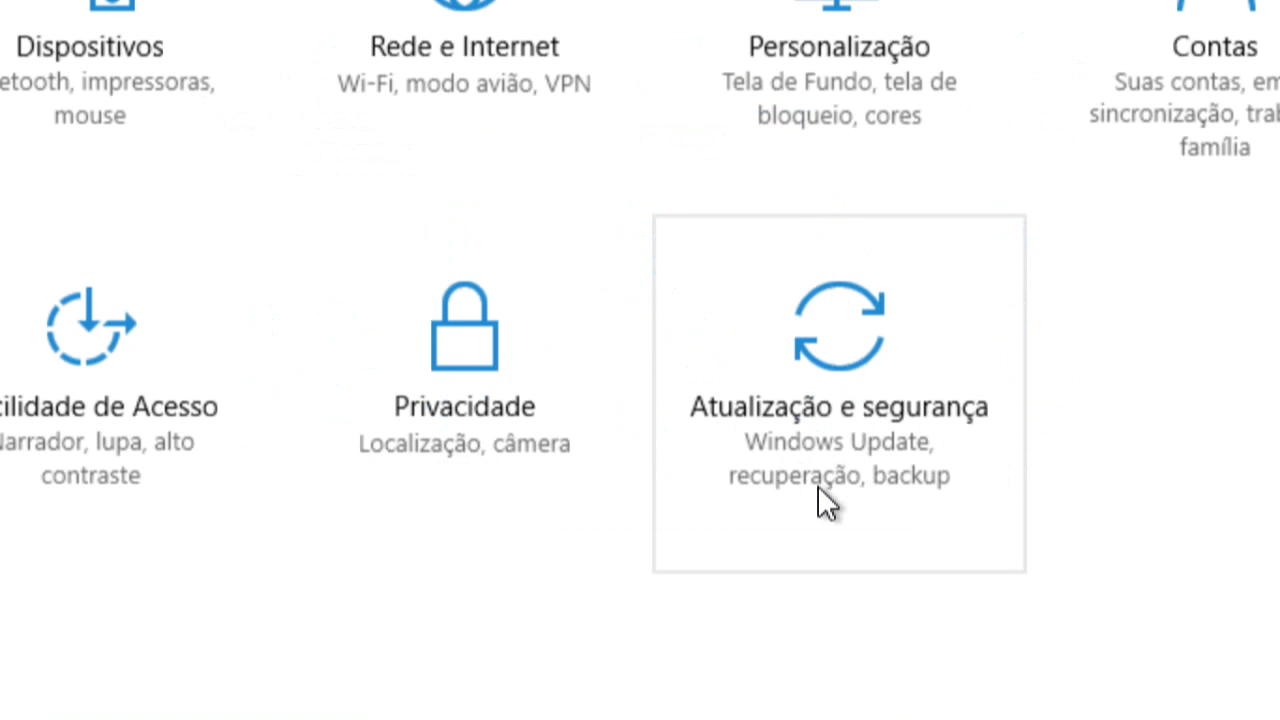 Dispositivos
etooth, impressoras,
mouse
Rede e Internet
Wi-Fi, modo avião, VPN
Personalização
Tela de Fundo, tela de
bloqueio, cores
Contas
Suas contas, em
sincronização, tra
família
ilidade de Acesso
Narrador, lupa, alto
contraste
Privacidade
Localização, câmera
Atualização e segurança
Windows Update,
recuperação, backup